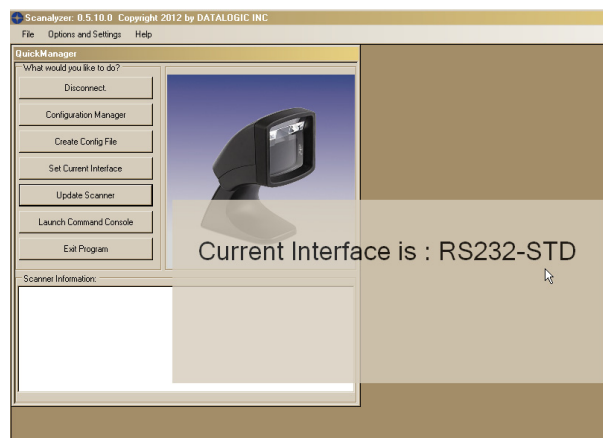 Scanalyzer: 0.5.10.0 Copyright 2012 by DATALOGIC INC
File Options and Settings Help
QuickManager
What would you like to do?
Disconnect.
Configuration Manager
Create Config File
Set Current Interface
Update Scanner
Launch Command Console
Exit Program
Current Interface is : RS232-STD
Scanner Information: